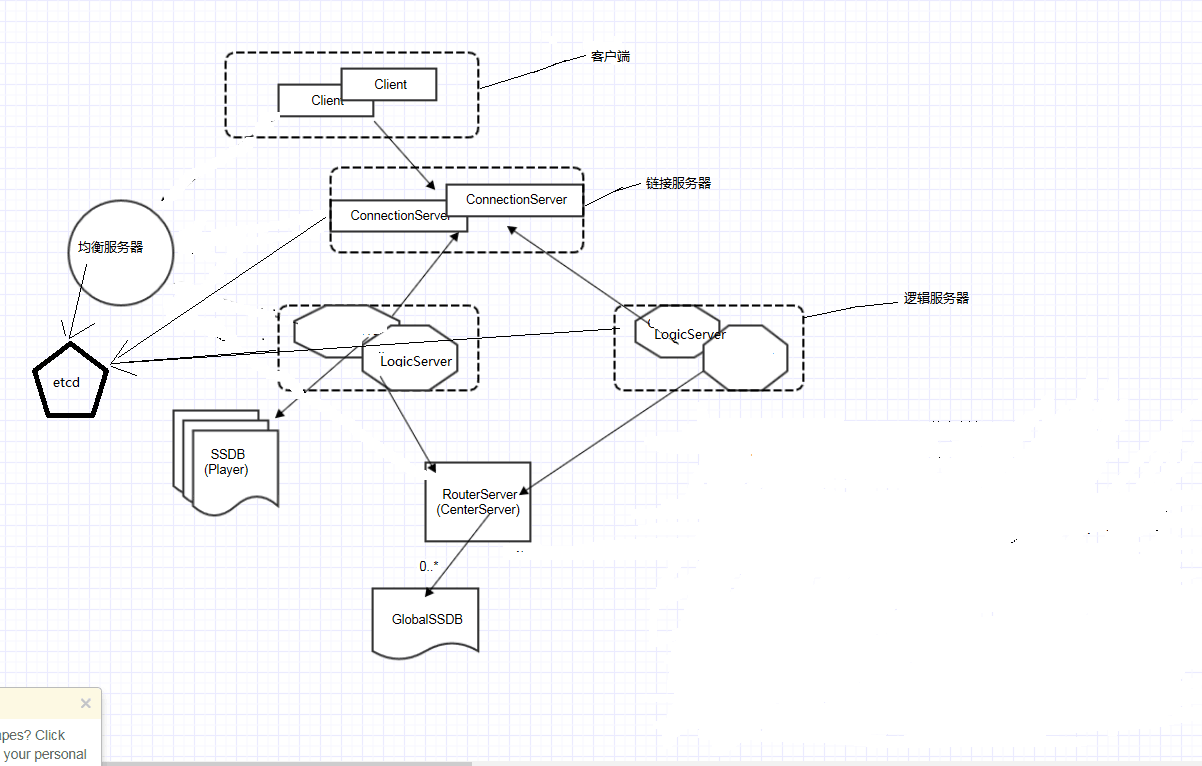 客户端
Client
Client
链接服务器
ConnectionServer
ConnectionServer
均衡服务器
逻辑服务器
LogicServer
LogicServer
etcd
SSDB
(Player)
RouterServer
(CenterServer)
0..*
GlobalSSDB
apes? Click
your personal